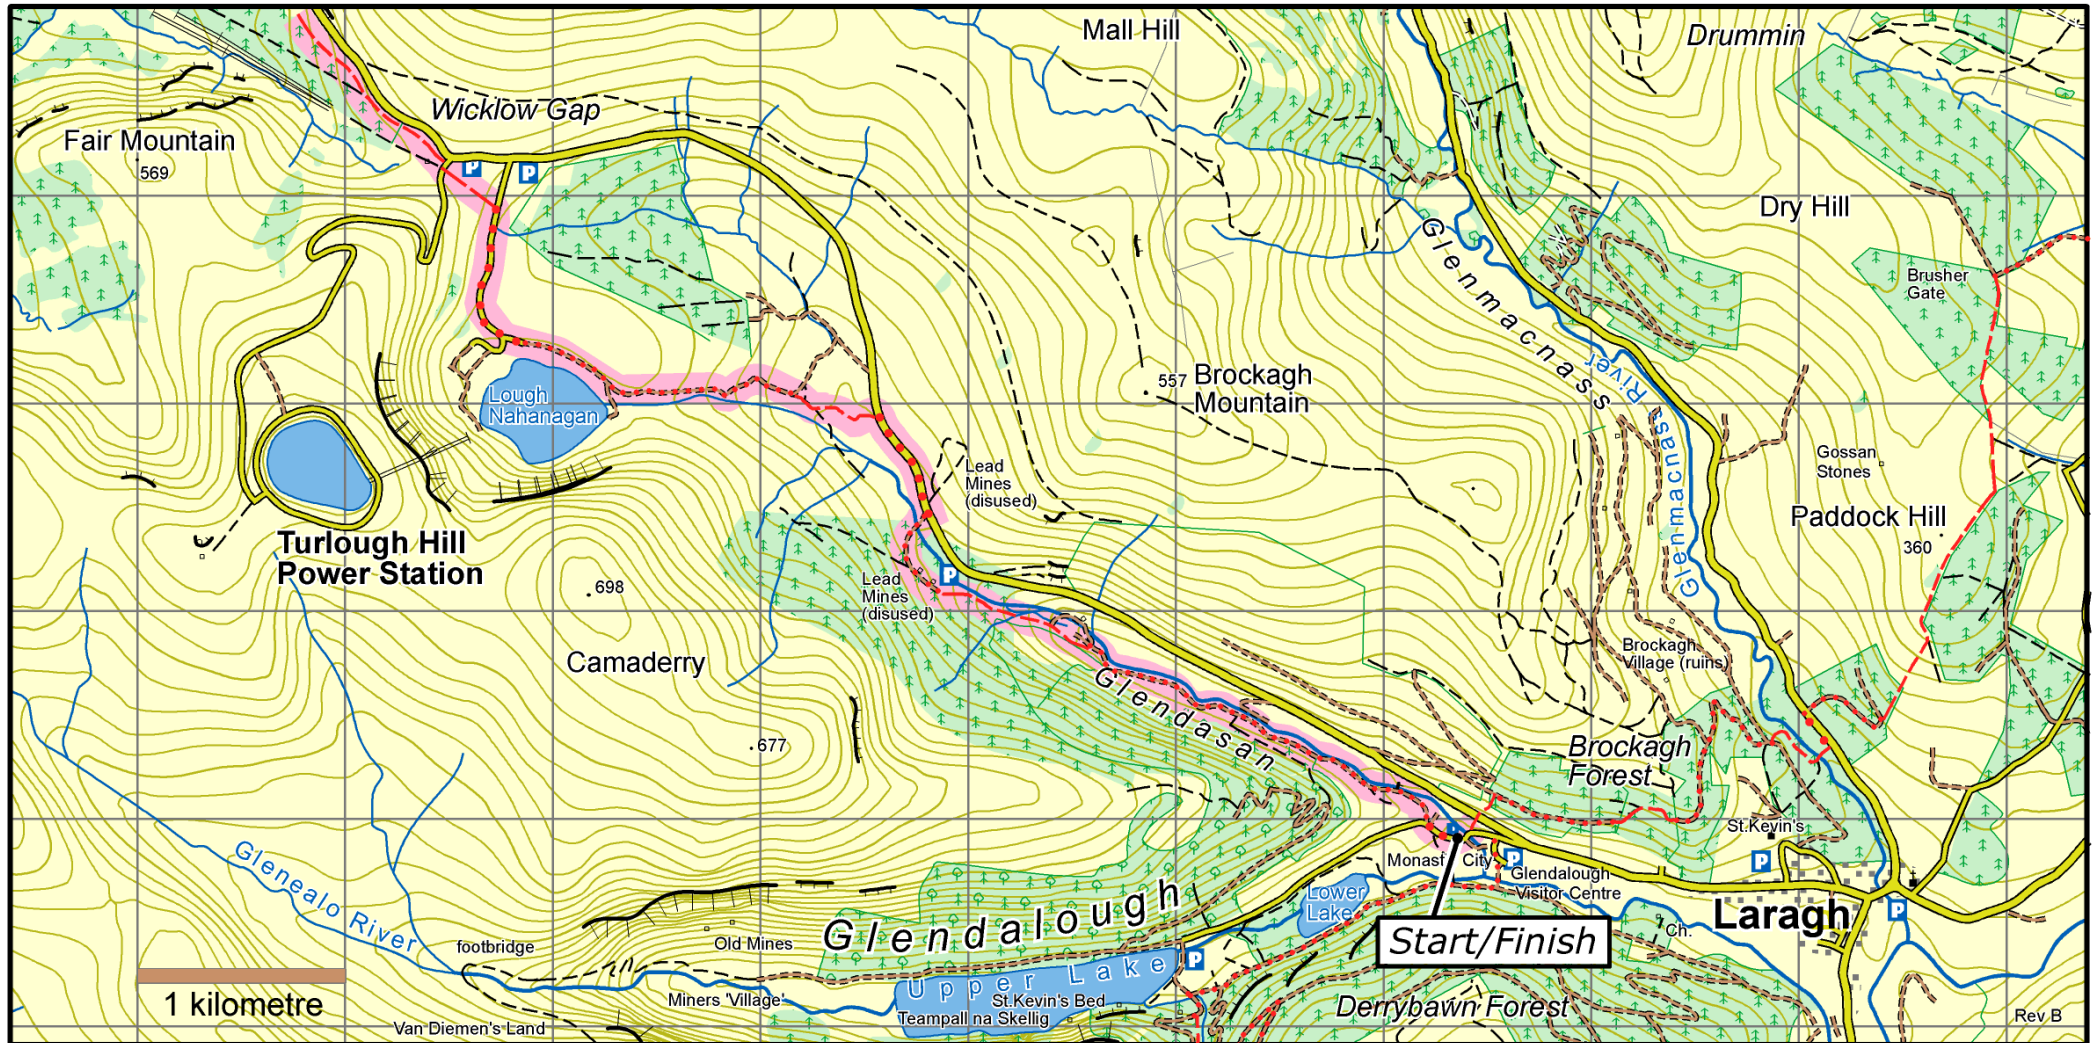 Mall Hill
Drummin
Wicklow Gap
Fair Mountain
569
P
P
Dry Hill
Glenmacnass
Brusher
Gate
River
Glenmacnass
Lough
Nahanagan
557
Brockagh
Mountain
Gossan
Stones
Lead
Mines
(disused)
Paddock Hill
360
Turlough Hill
Power Station
698
Lead
Mines
(disused)
P
Camaderry
Glendasan
Brockagh
Village (ruins)
677
Brockagh
Forest
St.Kevin's
Monast City
P
Glendalough
Visitor Centre
P
Glenealo River
Lower
Lake
Laragh
P
Ch.
Start/Finish
Glendalough
Old Mines
footbridge
P
Upper Lake
1 kilometre
Miners 'Village'
St.Kevin's Bed
Teampall na Skellig
Van Diemen's Land
Derrybawn Forest
Rev B